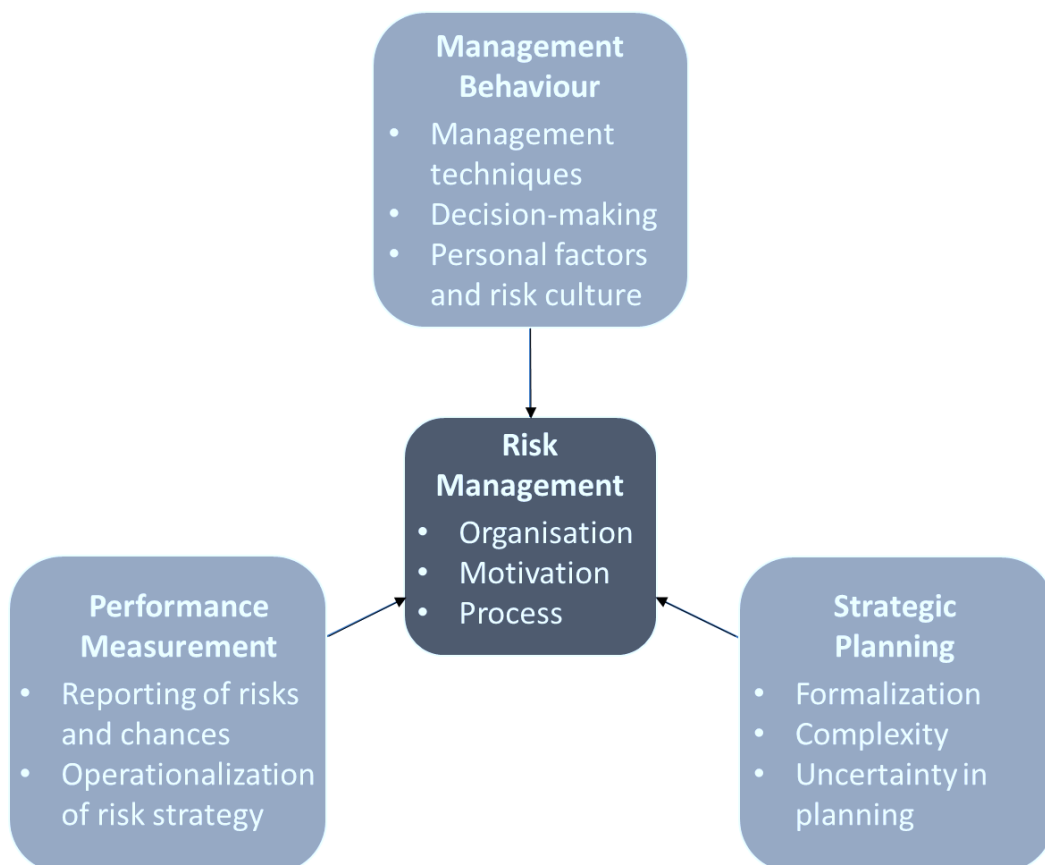 Management
Behaviour
• Management
techniques
• Decision-making
• Personal factors
and risk culture
Risk
Management
• Organisation
• Motivation
• Process
Performance
Measurement
• Reporting of risks
and chances
• Operationalization
of risk strategy
Strategic
Planning
• Formalization
• Complexity
• Uncertainty in
planning